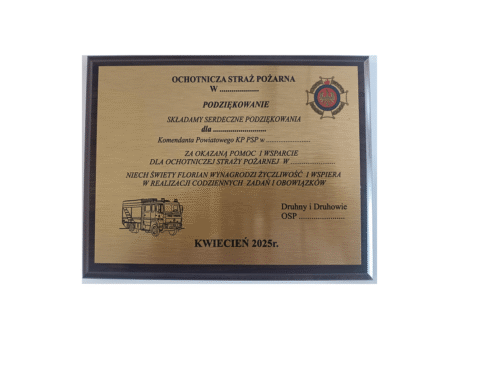 OCHOTNICZA STRAŻ POŻARNA
W ....................
PODZIĘKOWANIE
SKŁADAMY SERDECZNE PODZIĘKOWANIA
dla ............................
Komendanta Powiatowego KP PSP w ........................
ZA OKAZANĄ POMOC I WSPARCIE
DLA OCHOTNICZEJ STRAŻY POŻARNEJ W ........................
NIECH ŚWIĘTY FLORIAN WYNAGRODZI ŻYCZLIWOŚĆ I WSPIERA
W REALIZACJI CODZIENNYCH ZADAŃ I OBOWIĄZKÓW
Druhny i Druhowie
OSP ........................
KWIECIEŃ 2025r.